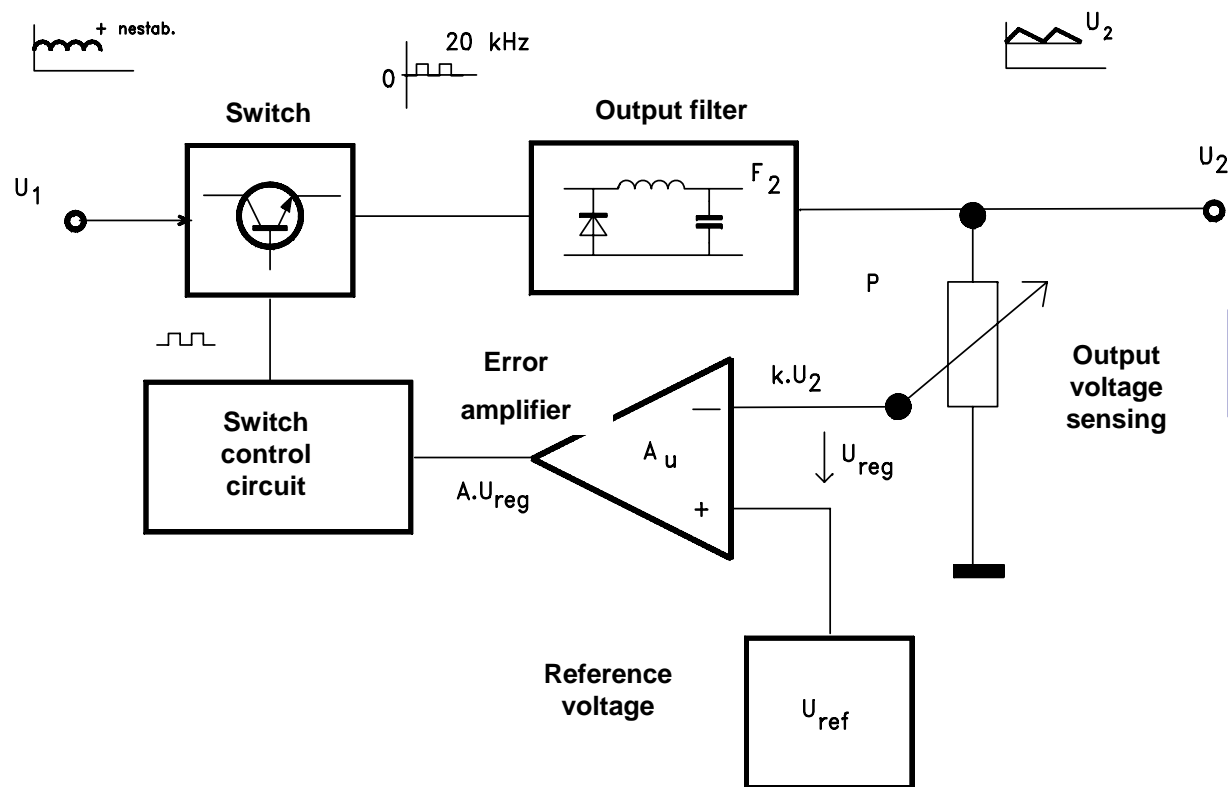 + nestab.
20 kHz
0
U2
Switch
Output filter
U1
F2
U2
P
Error
amplifier
k.U2
Output
voltage
sensing
Switch
control
circuit
—
Au
Ureg
A.Ureg
+
Reference
voltage
Uref